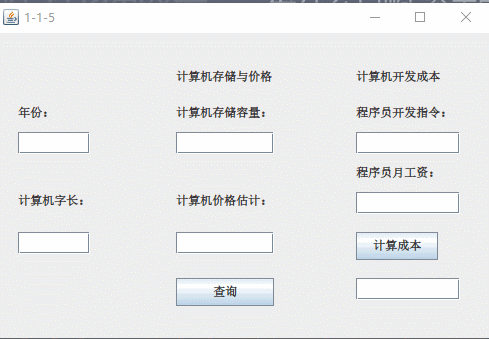 1-1-5
计算机存储与价格 计算机开发成本
年份： 计算机存储容量： 程序员开发指令：
程序员月工资：
计算机字长： 计算机价格估计：
计算成本
查询